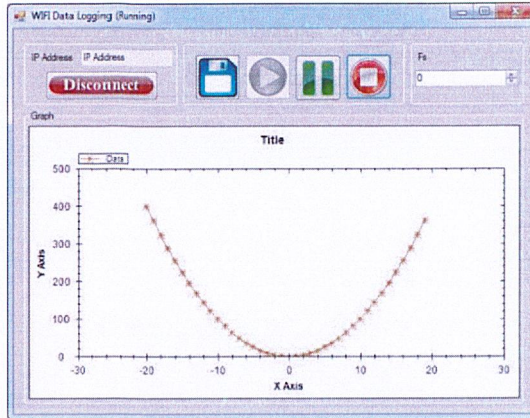 WIFI Data Logging (Running)
IP Address IP Address
Disconnect
Fs
0
Graph
Title
Data
500
400
300
200
100
0
Y Axis
-30 -20 -10 0 10 20 30
X Axis